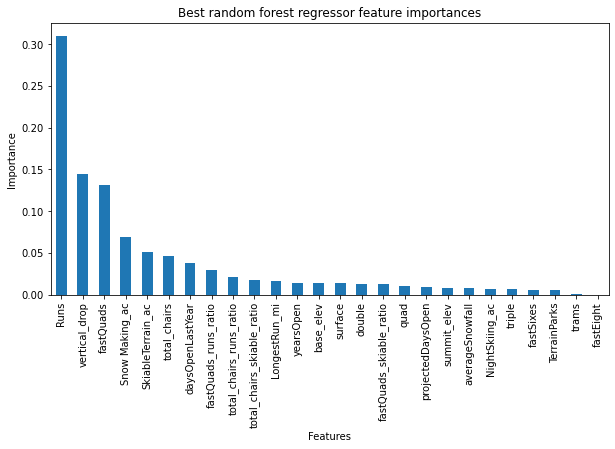 Best random forest regressor feature importances
0.30
0.25
0.20
0.15
0.10
0.05
0.00
Importance
Runs
vertical_drop
fastQuads
Snow Making_ac
SkiableTerrain_ac
total_chairs
daysOpenLastYear
fastQuads_runs_ratio
total_chairs_runs_ratio
total_chairs_skiable_ratio
LongestRun_mi
yearsOpen
base_elev
surface
double
fastQuads_skiable_ratio
quad
projectedDaysOpen
summit_elev
averageSnowfall
NightSkiing_ac
triple
fastSixes
TerrainParks
trams
fastEight
Features